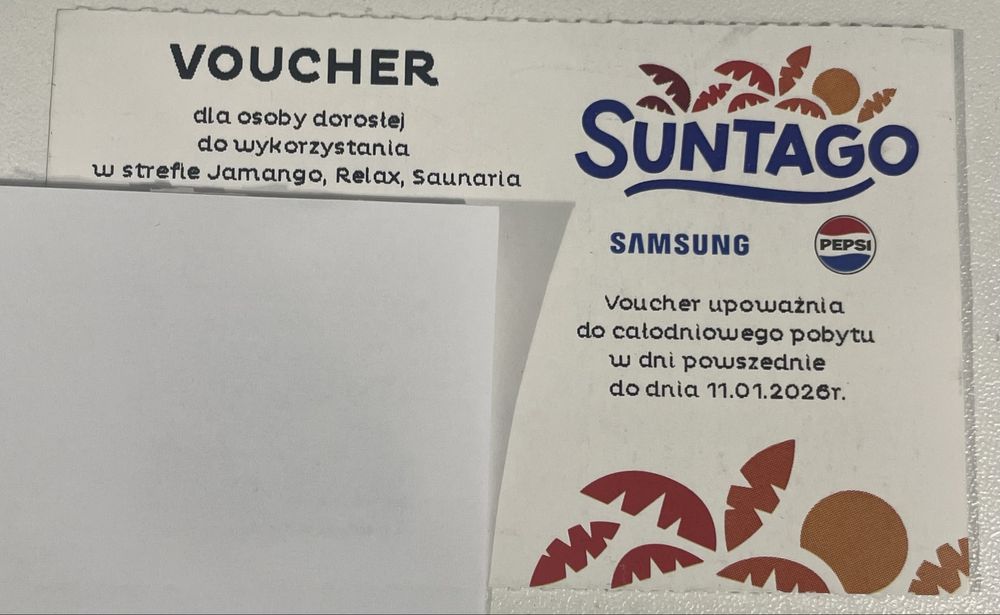 VOUCHER
dla osoby dorosłej
do wykorzystania
w strefie Jamango, Relax, Saunaria
SUNTAGO
SAMSUNG
PEPSI
Voucher upoważnia
do całodniowego pobytu
w dni powszednie
do dnia 11.01.2026r.